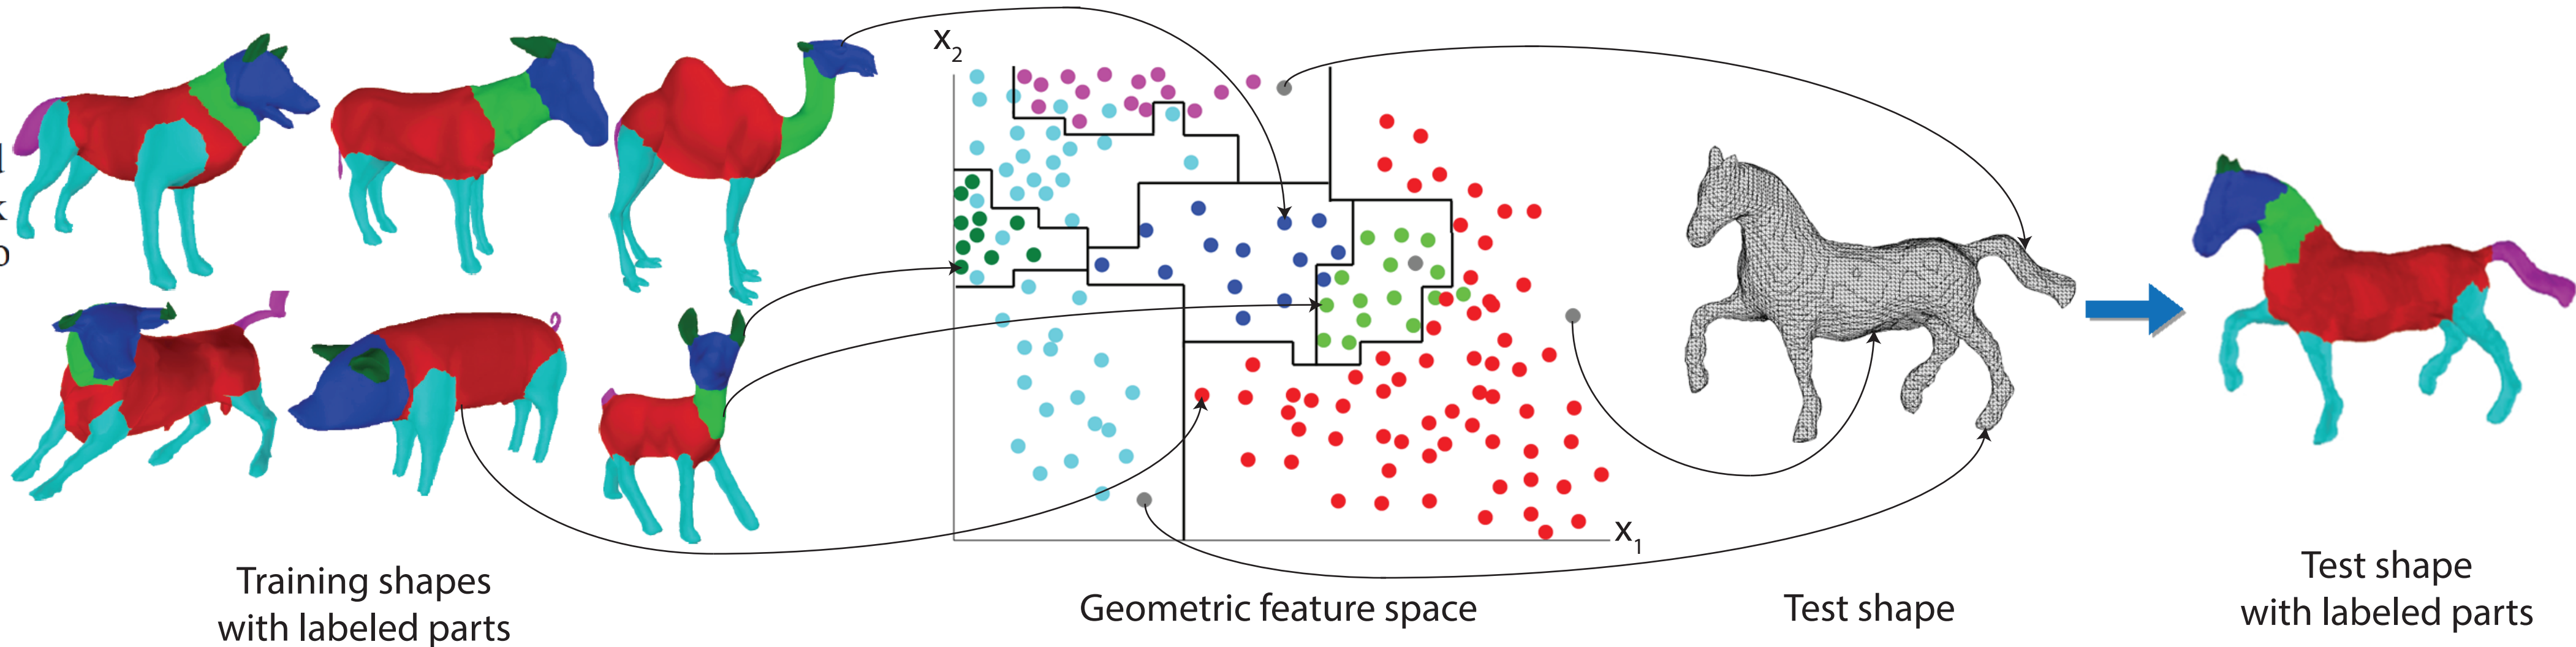 x2
x1
Training shapes
with labeled parts
Geometric feature space
Test shape
Test shape
with labeled parts